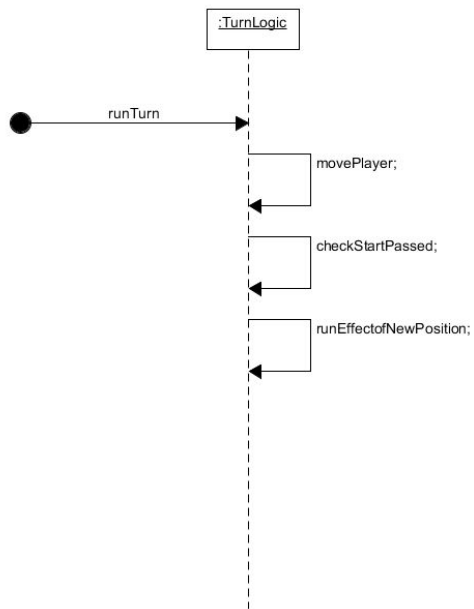 :TurnLogic
runTurn
movePlayer;
checkStartPassed;
runEffectofNewPosition;